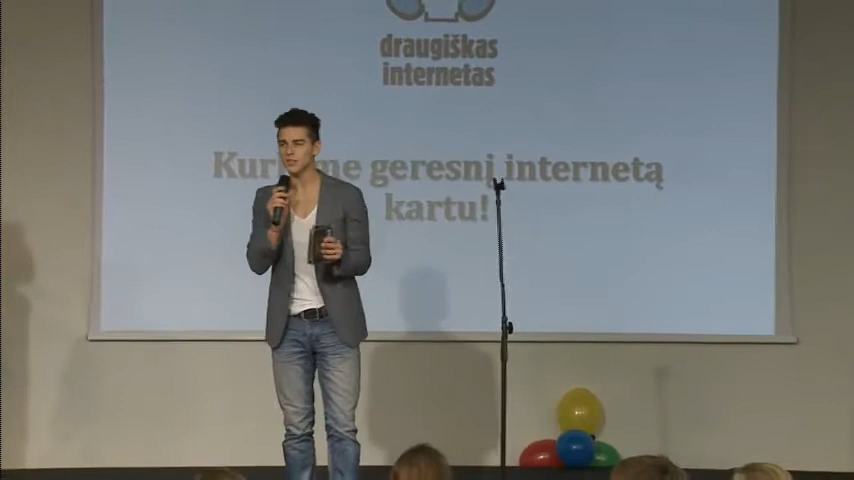 draugiškas
internetas
geresnį internetą
kartu!